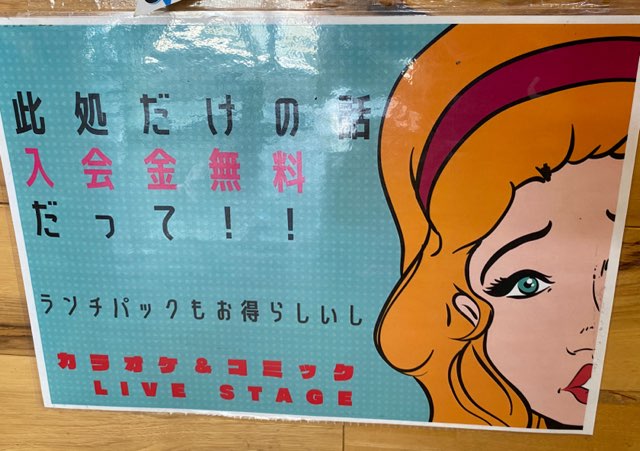 此処だけの話
入会金無料
だって！！
ランチパックもお得らしいし
カラオケ&コミック
LIVE STAGE